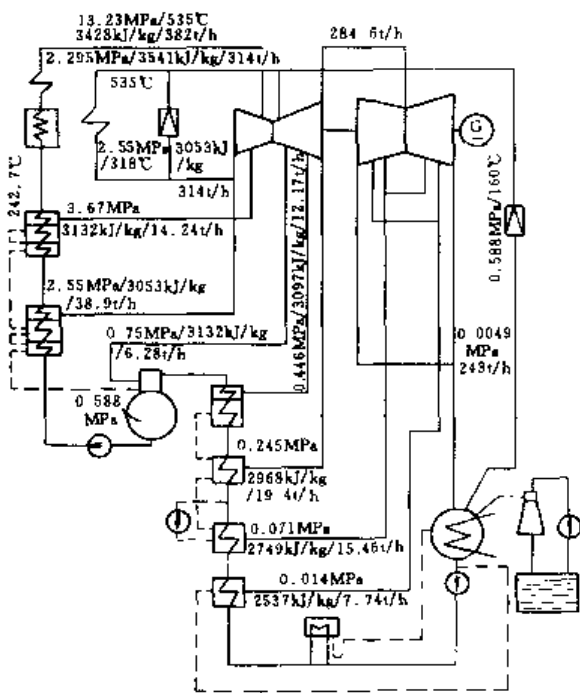 13.23MPa/535℃
3428kJ/kg/382t/h
2.295MPa/3541kJ/kg/314t/h
284.6t/h
535℃
G
2.55MPa
/318℃
3053kJ
/kg
314t/h
242.7℃
3.67MPa
3132kJ/kg/14.24t/h
0.446MPa/3097kJ/kg/12.17t/h
0.588MPa/160℃
2.55MPa/3053kJ/kg
/38.9t/h
0.75MPa/3132kJ/kg
/6.28t/h
0.0049
MPa
243t/h
0.588
MPa
0.245MPa
2968kJ/kg
/19.4t/h
0.071MPa
2749kJ/kg/15.46t/h
0.014MPa
2537kJ/kg/7.74t/h